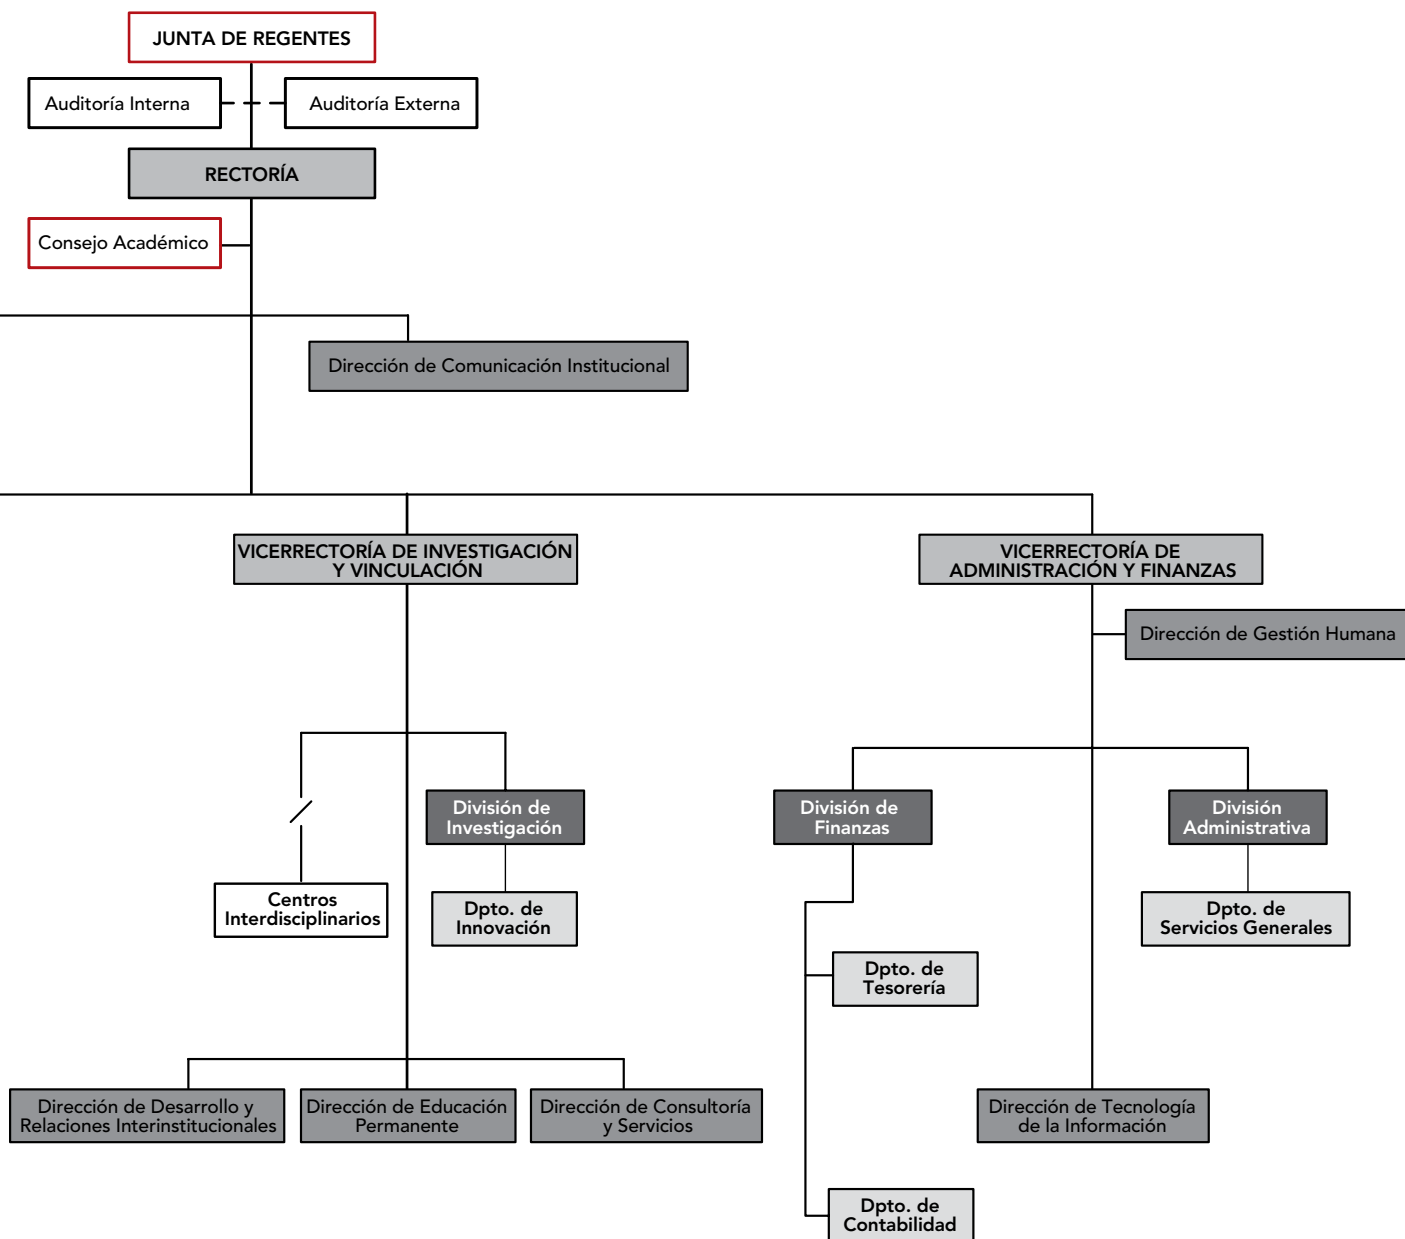 JUNTA DE REGENTES
Auditoría Interna
Auditoría Externa
RECTORÍA
Consejo Académico
Dirección de Comunicación Institucional
VICERRECTORÍA DE INVESTIGACIÓN
Y VINCULACIÓN
VICERRECTORÍA DE
ADMINISTRACIÓN Y FINANZAS
Dirección de Gestión Humana
División de
Investigación
División de
Finanzas
División
Administrativa
Centros
Interdisciplinarios
Dpto. de
Innovación
Dpto. de
Servicios Generales
Dpto. de
Tesorería
Dirección de Desarrollo y
Relaciones Interinstitucionales
Dirección de Educación
Permanente
Dirección de Consultoría
y Servicios
Dirección de Tecnología
de la Información
Dpto. de
Contabilidad